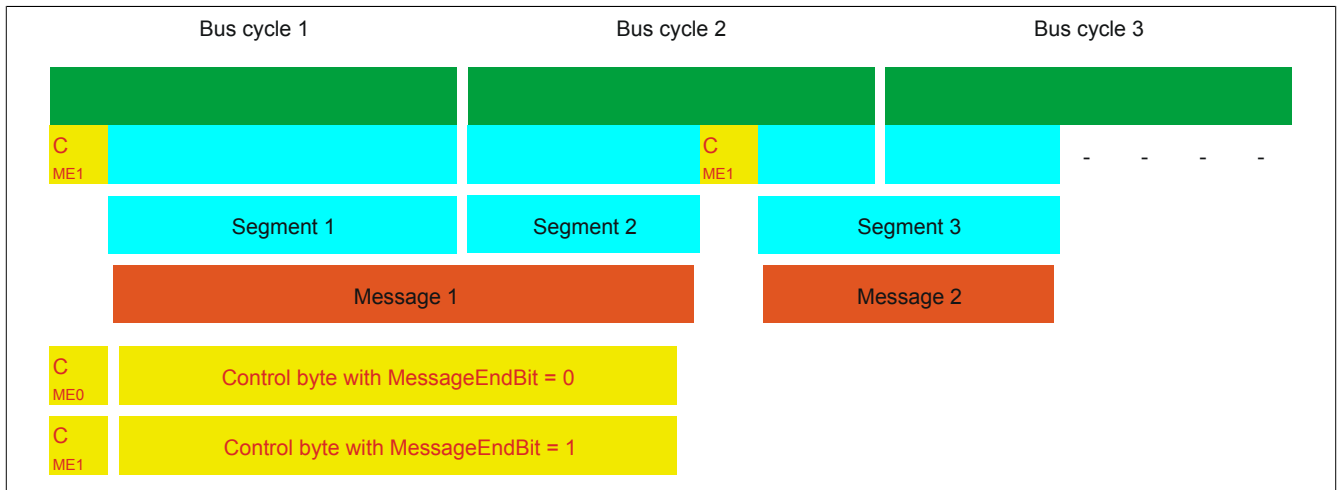 Bus cycle 1 Bus cycle 2 Bus cycle 3
C C
ME1 ME1 - - - -
Segment 1 Segment 2 Segment 3
Message 1 Message 2
C
ME0 Control byte with MessageEndBit = 0
C
ME1 Control byte with MessageEndBit = 1